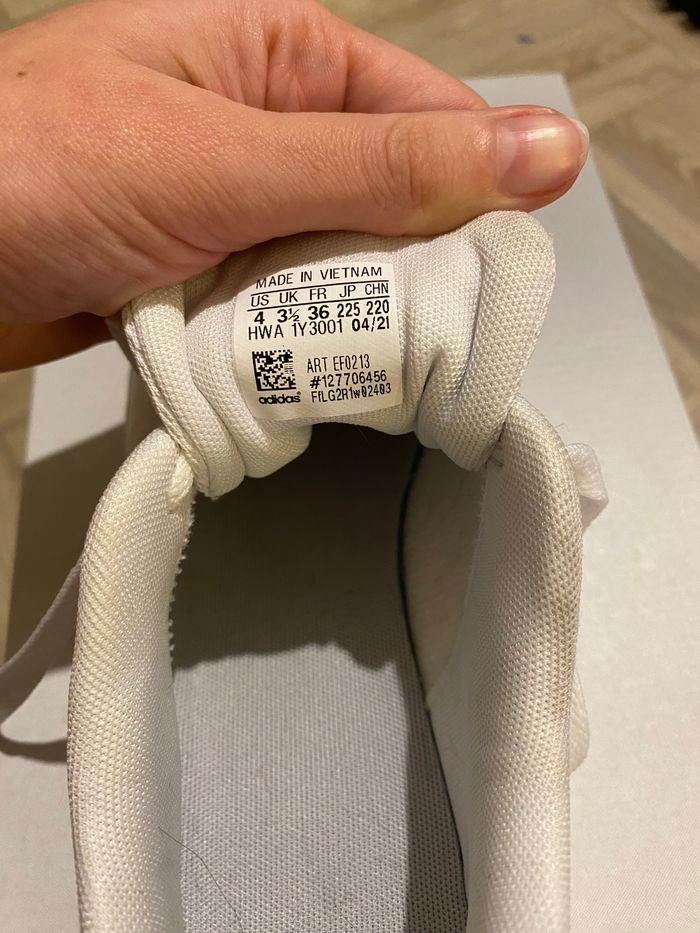 MADE IN VIETNAM
US UK FR JP CHN
4 3½ 36 225 220
HWA 1Y3001 04/21
ART EF0213
#127706456
FfLG2R1w02403
adidas